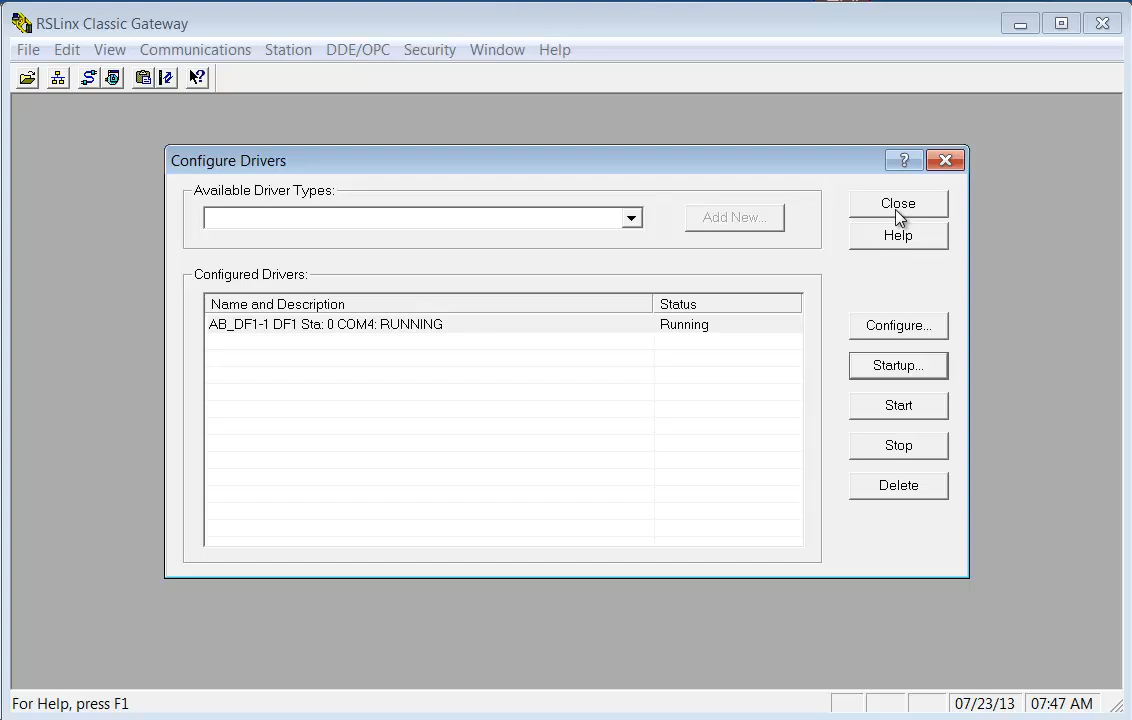 RSLinx Classic Gateway
File Edit View Communications Station DDE/OPC Security Window Help
Configure Drivers
Available Driver Types:
Add New...
Close
Help
Configured Drivers:
Name and Description Status
AB_DF1-1 DF1 Sta: 0 COM4: RUNNING Running
Configure...
Startup...
Start
Stop
Delete
For Help, press F1 07/23/13 07:47 AM